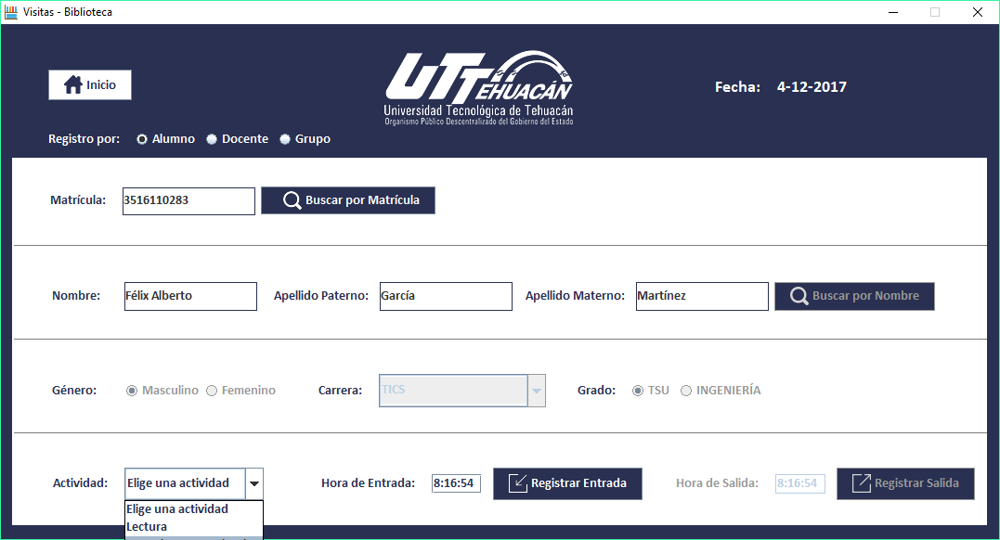 Visitas - Biblioteca
Inicio
UTTEHUACÁN
Universidad Tecnológica de Tehuacán
Organismo Público Descentralizado del Gobierno del Estado
Fecha: 4-12-2017
Registro por: Alumno Docente Grupo
Matrícula: 3516110283 Buscar por Matrícula
Nombre: Félix Alberto Apellido Paterno: García Apellido Materno: Martínez Buscar por Nombre
Género: Masculino Femenino Carrera: TICS Grado: TSU INGENIERÍA
Actividad: Elige una actividad Hora de Entrada: 8:16:54 Registrar Entrada Hora de Salida: 8:16:54 Registrar Salida
Elige una actividad
Lectura